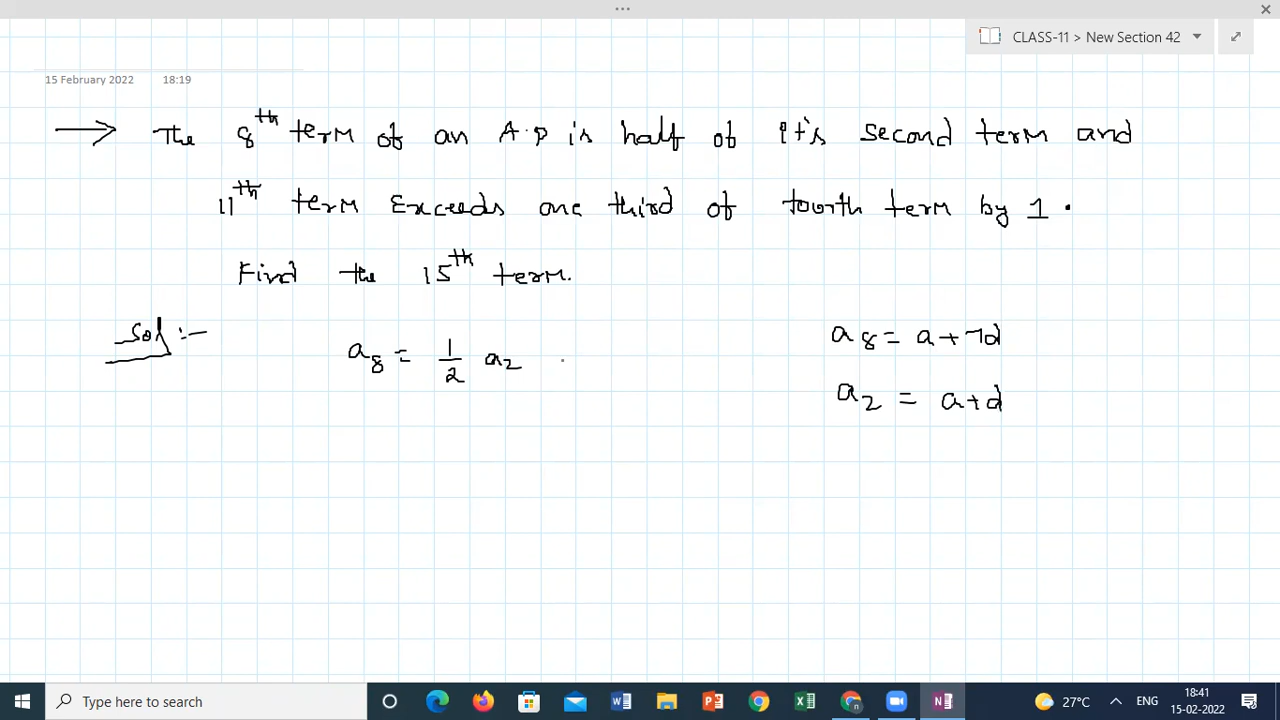 ...
CLASS-11 > New Section 42
15 February 2022 18:19
→ The 8th term of an A.P is half of it's second term and
11th term Exceeds one third of fourth term by 1.
Find the 15th term.
Sol :-
a8 = 1/2 a2
a8 = a+7d
a2 = a+d
Type here to search
27°C ENG 18:41
15-02-2022